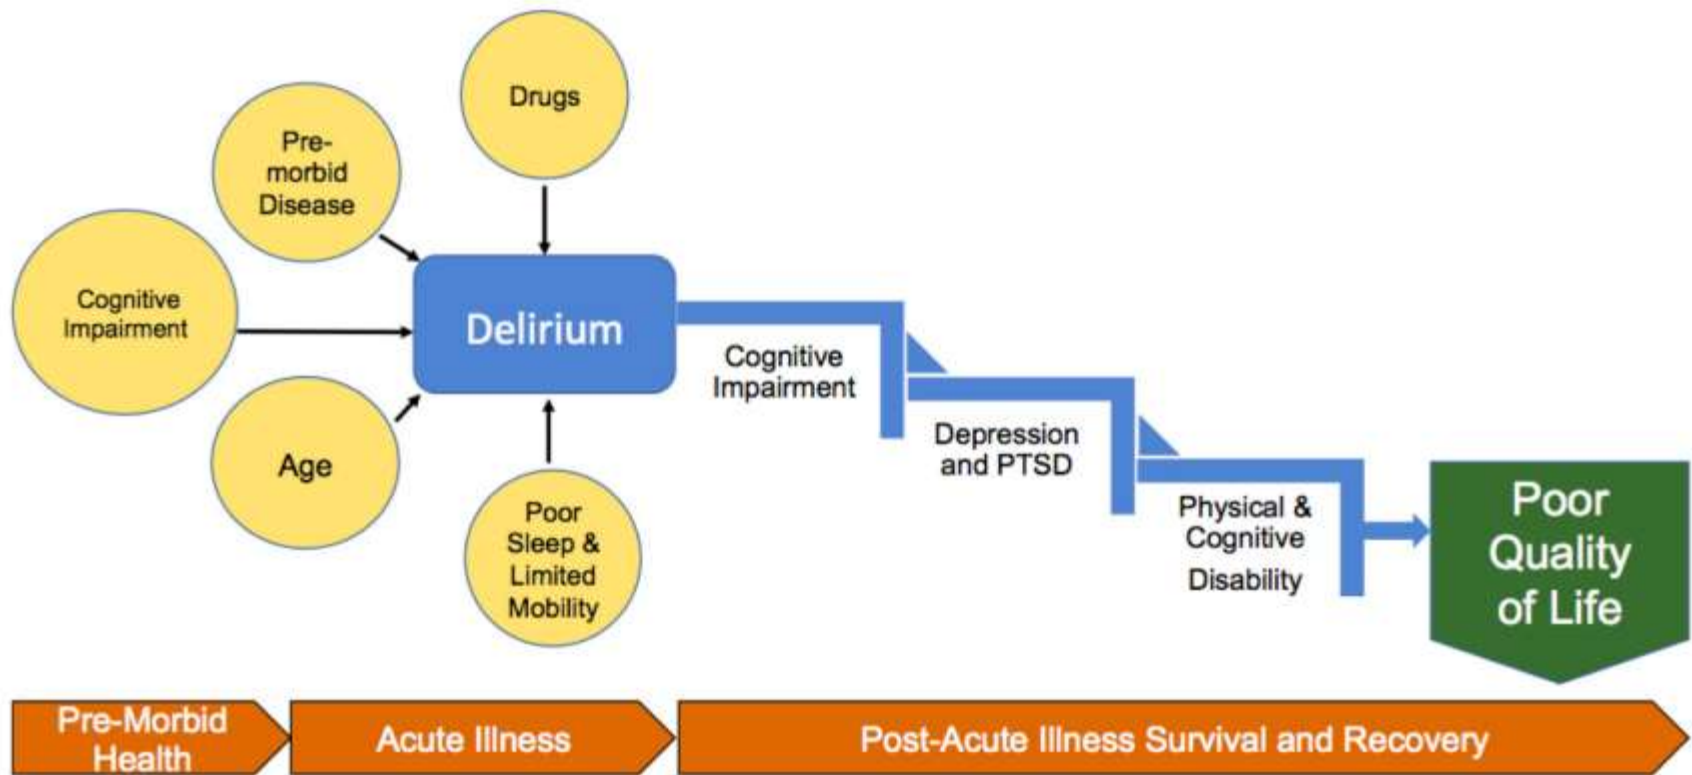 Drugs
Pre-
morbid
Disease
Cognitive
Impairment
Delirium
Age
Poor
Sleep &
Limited
Mobility
Cognitive
Impairment
Depression
and PTSD
Physical &
Cognitive
Disability
Poor
Quality
of Life
Pre-Morbid
Health
Acute Illness
Post-Acute Illness Survival and Recovery